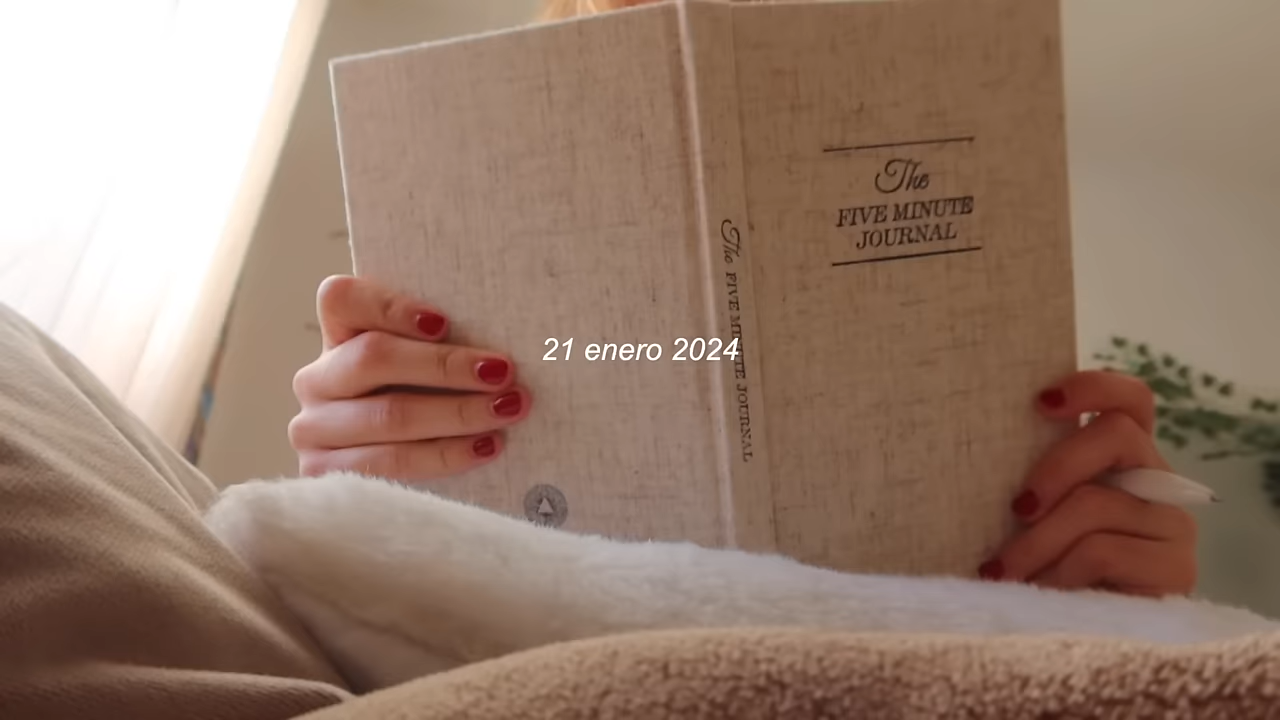 The
FIVE MINUTE
JOURNAL
The FIVE MINUTE JOURNAL
21 enero 2024